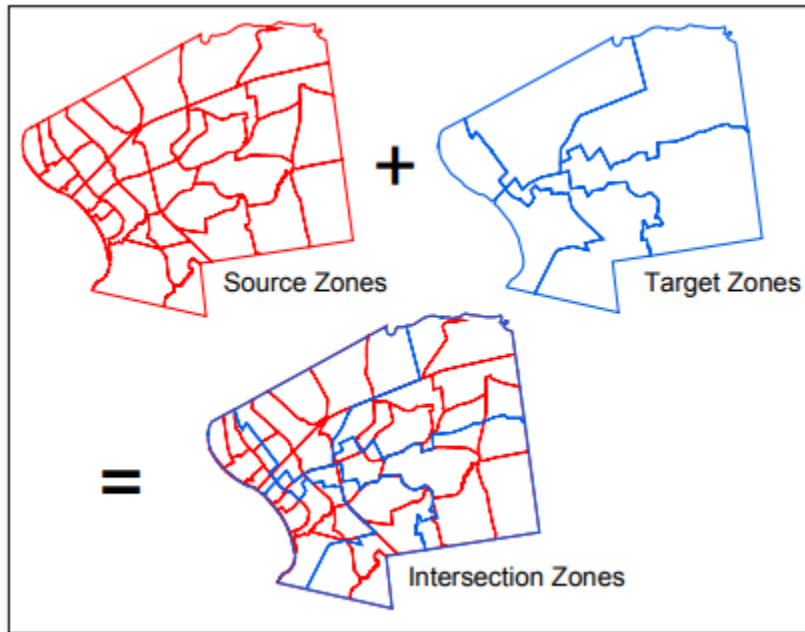 +
Source Zones
Target Zones
=
Intersection Zones